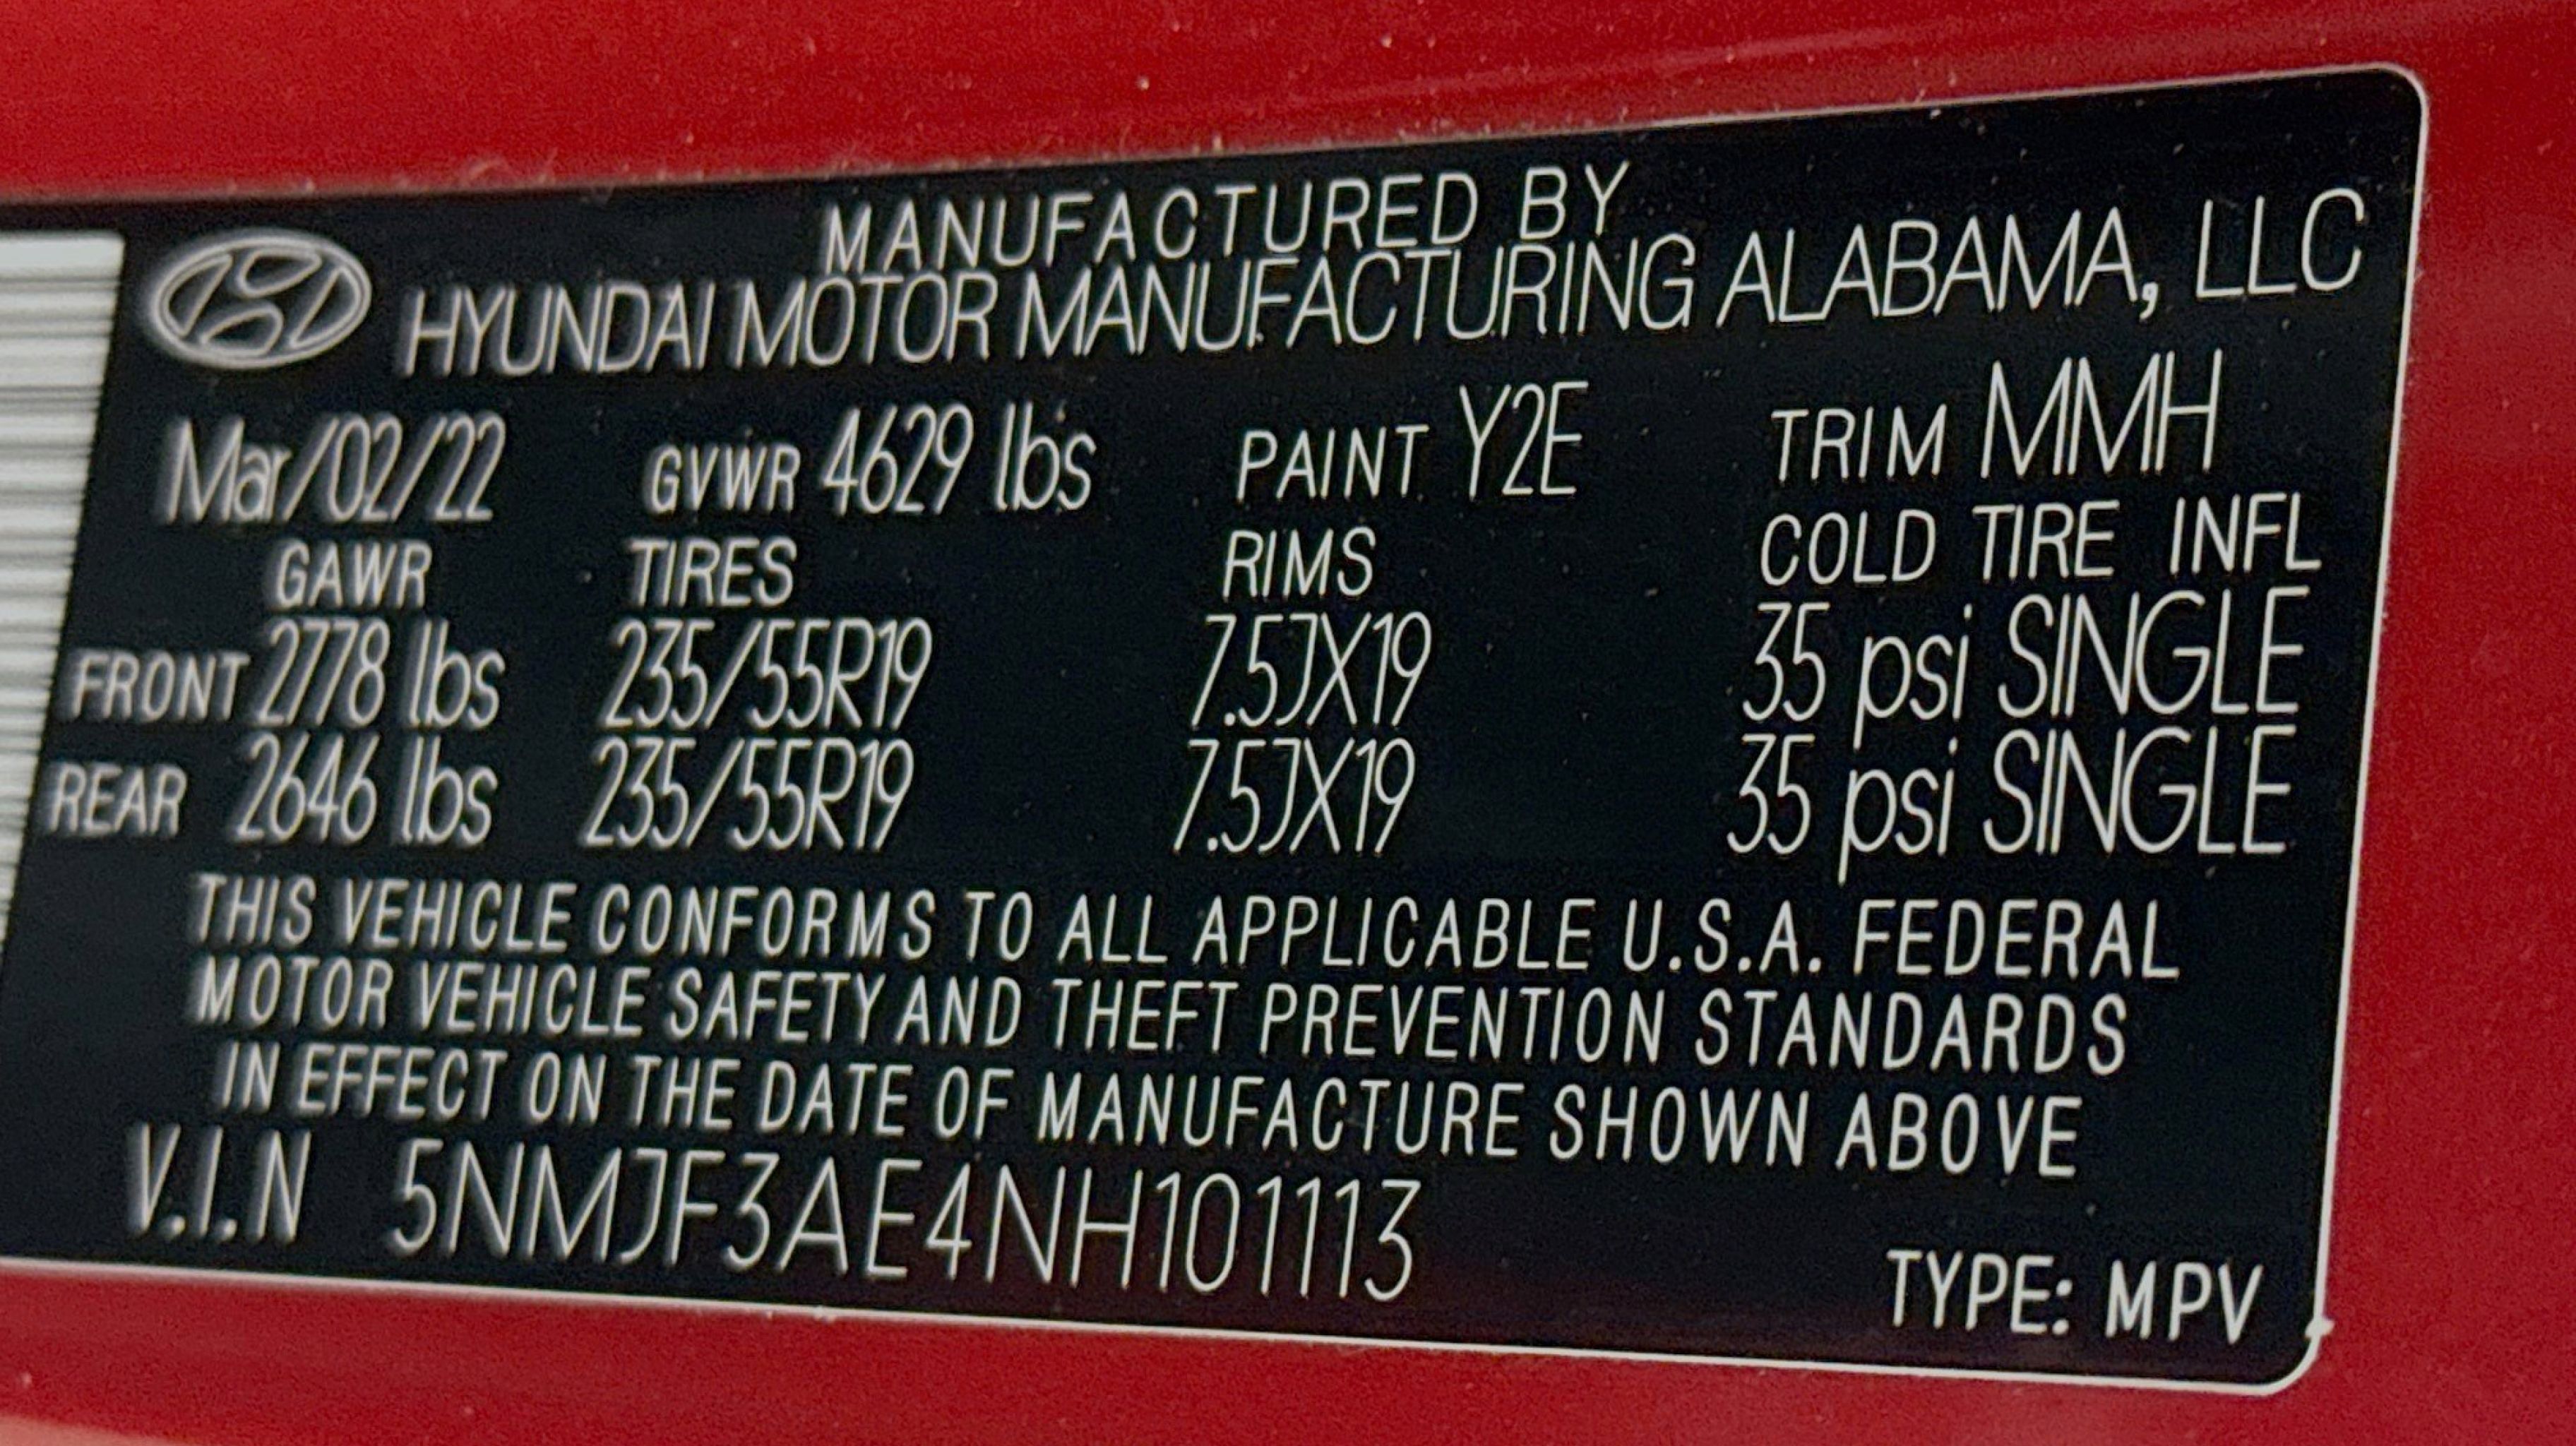 MANUFACTURED BY
HYUNDAI MOTOR MANUFACTURING ALABAMA, LLC
Mar/02/22 GVWR 4629 lbs PAINT Y2E TRIM MMH
GAWR TIRES RIMS COLD TIRE INFL
FRONT 2778 lbs 235/55R19 7.5JX19 35 psi SINGLE
REAR 2646 lbs 235/55R19 7.5JX19 35 psi SINGLE
THIS VEHICLE CONFORMS TO ALL APPLICABLE U.S.A. FEDERAL
MOTOR VEHICLE SAFETY AND THEFT PREVENTION STANDARDS
IN EFFECT ON THE DATE OF MANUFACTURE SHOWN ABOVE
V.I.N 5NMJF3AE4NH101113
TYPE: MPV